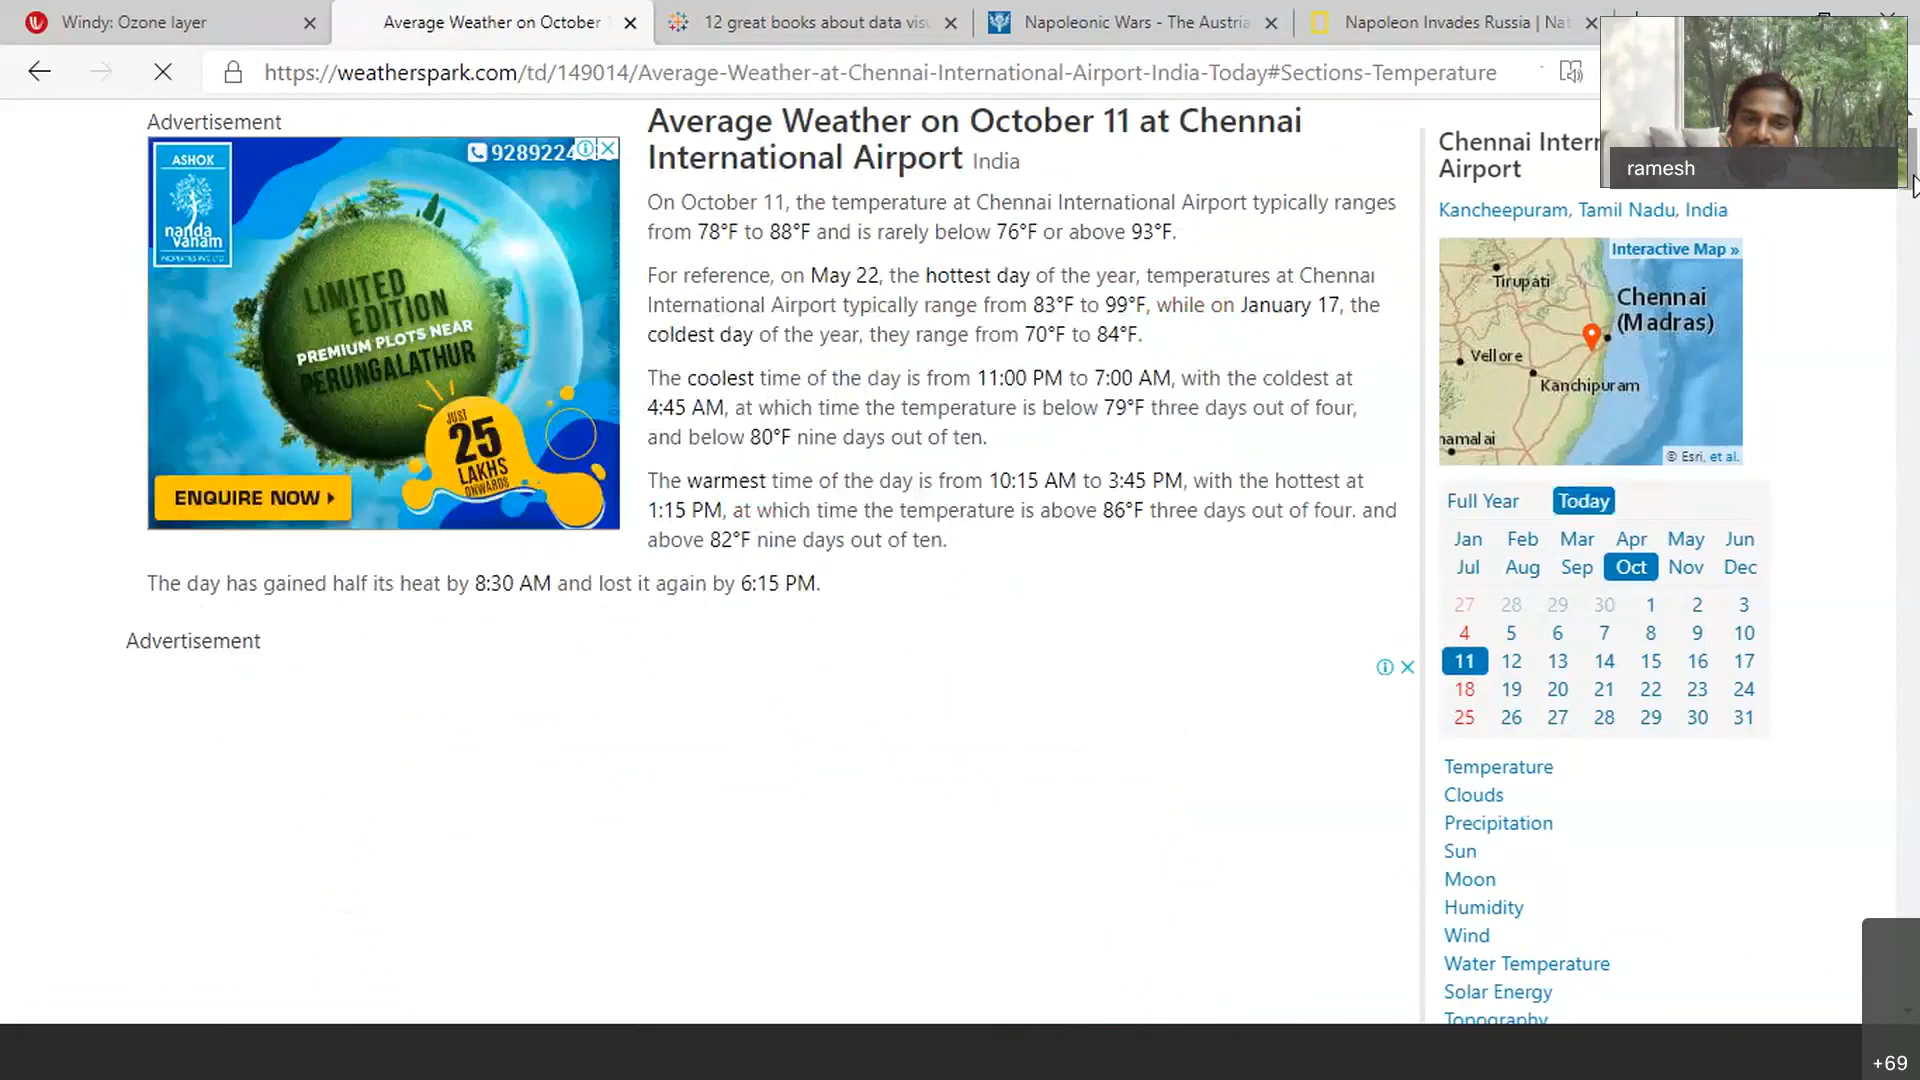 Windy: Ozone layer
Average Weather on October 1
12 great books about data visu
Napoleonic Wars - The Austria
Napoleon Invades Russia | Nat
https://weatherspark.com/td/149014/Average-Weather-at-Chennai-International-Airport-India-Today#Sections-Temperature
ramesh
Advertisement
ASHOK
nanda
vanam
PROPERTIES PVT LTD
9289224
LIMITED
EDITION
PREMIUM PLOTS NEAR
PERUNGALATHUR
JUST
25
LAKHS
ONWARDS
ENQUIRE NOW
Average Weather on October 11 at Chennai
International Airport India
On October 11, the temperature at Chennai International Airport typically ranges
from 78°F to 88°F and is rarely below 76°F or above 93°F.
For reference, on May 22, the hottest day of the year, temperatures at Chennai
International Airport typically range from 83°F to 99°F, while on January 17, the
coldest day of the year, they range from 70°F to 84°F.
The coolest time of the day is from 11:00 PM to 7:00 AM, with the coldest at
4:45 AM, at which time the temperature is below 79°F three days out of four,
and below 80°F nine days out of ten.
The warmest time of the day is from 10:15 AM to 3:45 PM, with the hottest at
1:15 PM, at which time the temperature is above 86°F three days out of four. and
above 82°F nine days out of ten.
The day has gained half its heat by 8:30 AM and lost it again by 6:15 PM.
Advertisement
Chennai Intern
Airport
Kancheepuram, Tamil Nadu, India
Interactive Map »
Tirupati
Chennai
(Madras)
Vellore
Kanchipuram
namalai
© Esri, et al.
Full Year Today
Jan Feb Mar Apr May Jun
Jul Aug Sep Oct Nov Dec
27 28 29 30 1 2 3
4 5 6 7 8 9 10
11 12 13 14 15 16 17
18 19 20 21 22 23 24
25 26 27 28 29 30 31
Temperature
Clouds
Precipitation
Sun
Moon
Humidity
Wind
Water Temperature
Solar Energy
Topography
+69